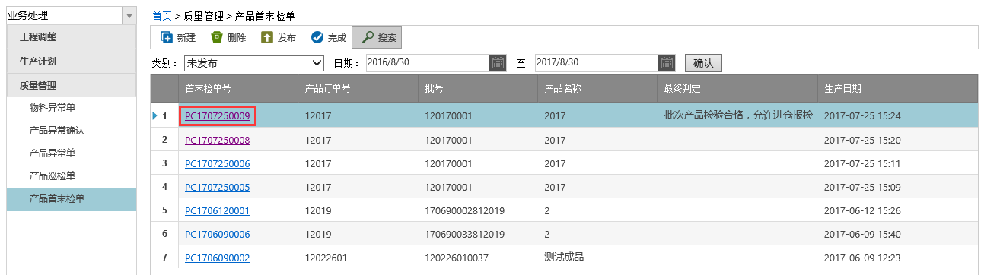 业务处理
工程调整
生产计划
质量管理
物料异常单
产品异常确认
产品异常单
产品巡检单
产品首末检单
首页 > 质量管理 > 产品首末检单
新建 删除 发布 完成 搜索
类别： 未发布 日期： 2016/8/30 至 2017/8/30 确认
首末检单号 产品订单号 批号 产品名称 最终判定 生产日期
1 PC1707250009 12017 120170001 2017 批次产品检验合格，允许进仓报检 2017-07-25 15:24
2 PC1707250008 12017 120170001 2017 2017-07-25 15:20
3 PC1707250006 12017 120170001 2017 2017-07-25 15:11
4 PC1707250005 12017 120170001 2017 2017-07-25 15:09
5 PC1706120001 12019 170690002812019 2 2017-06-12 15:26
6 PC1706090006 12019 170690033812019 2 2017-06-09 15:40
7 PC1706090002 12022601 120226010037 测试成品 2017-06-09 12:23